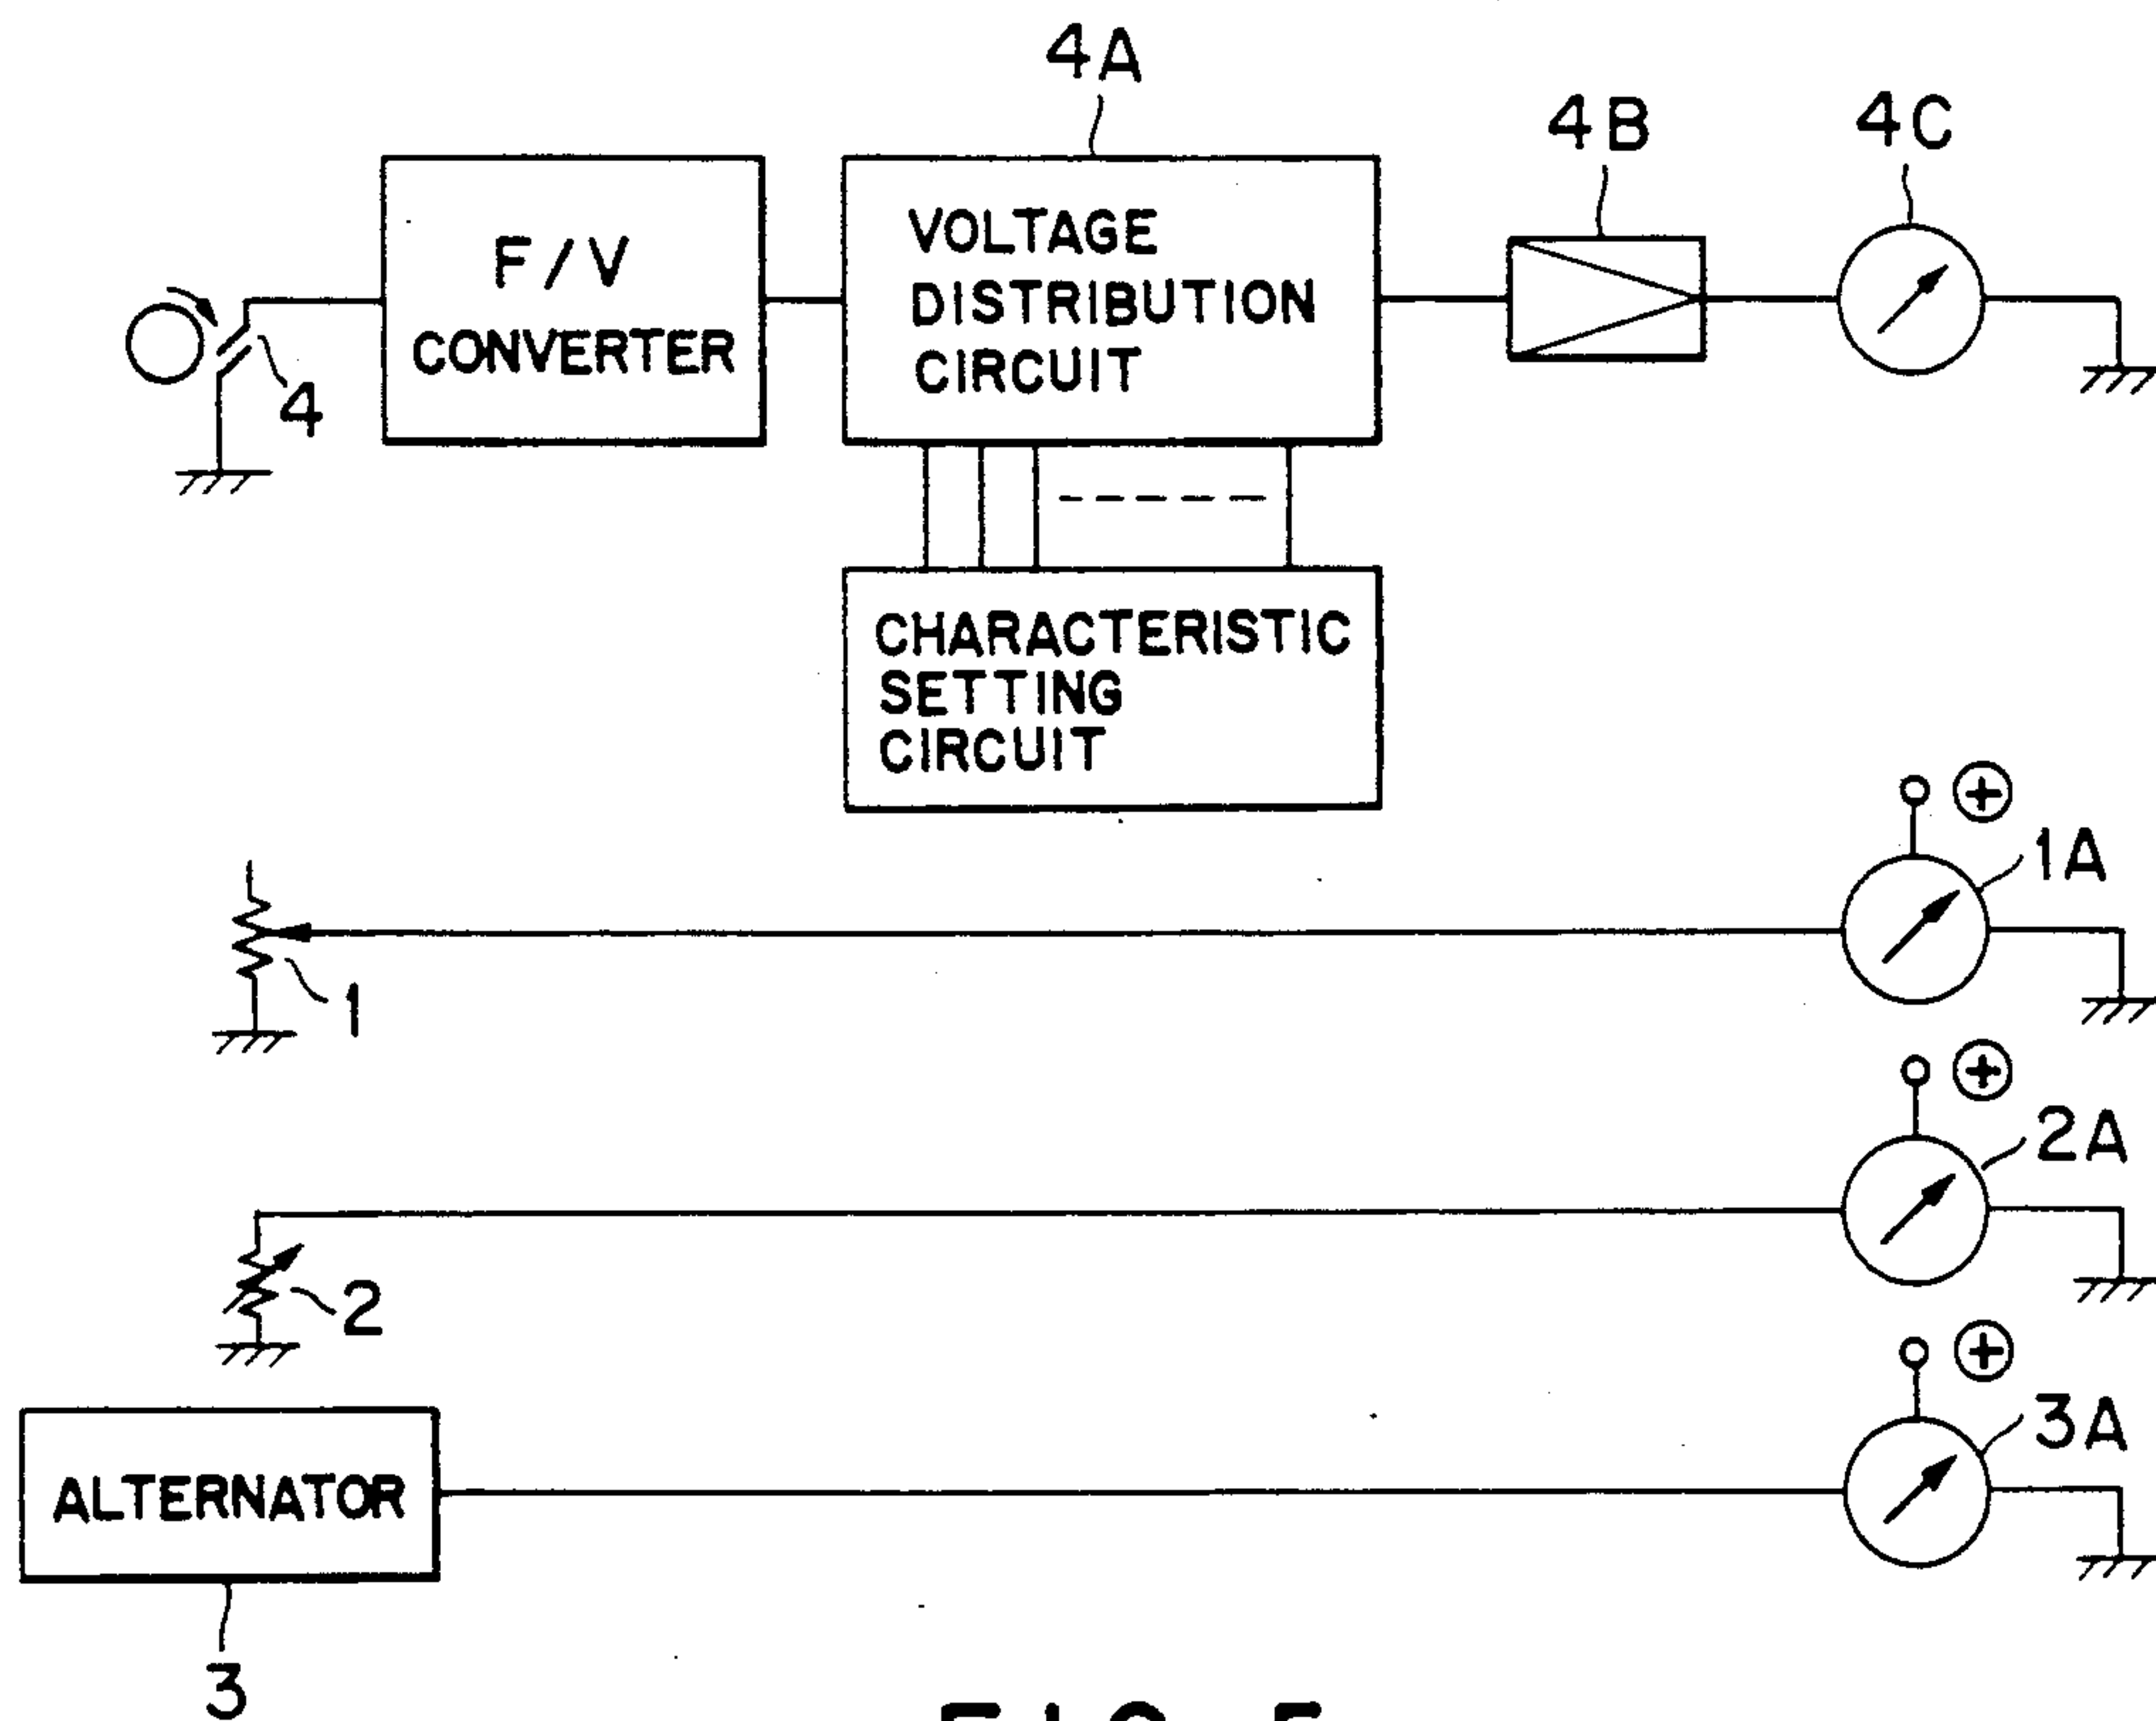 4A
4B
4C
F/V
CONVERTER
VOLTAGE
DISTRIBUTION
CIRCUIT
4
CHARACTERISTIC
SETTING
CIRCUIT
+
1A
1
+
2A
2
+
3A
ALTERNATOR
3